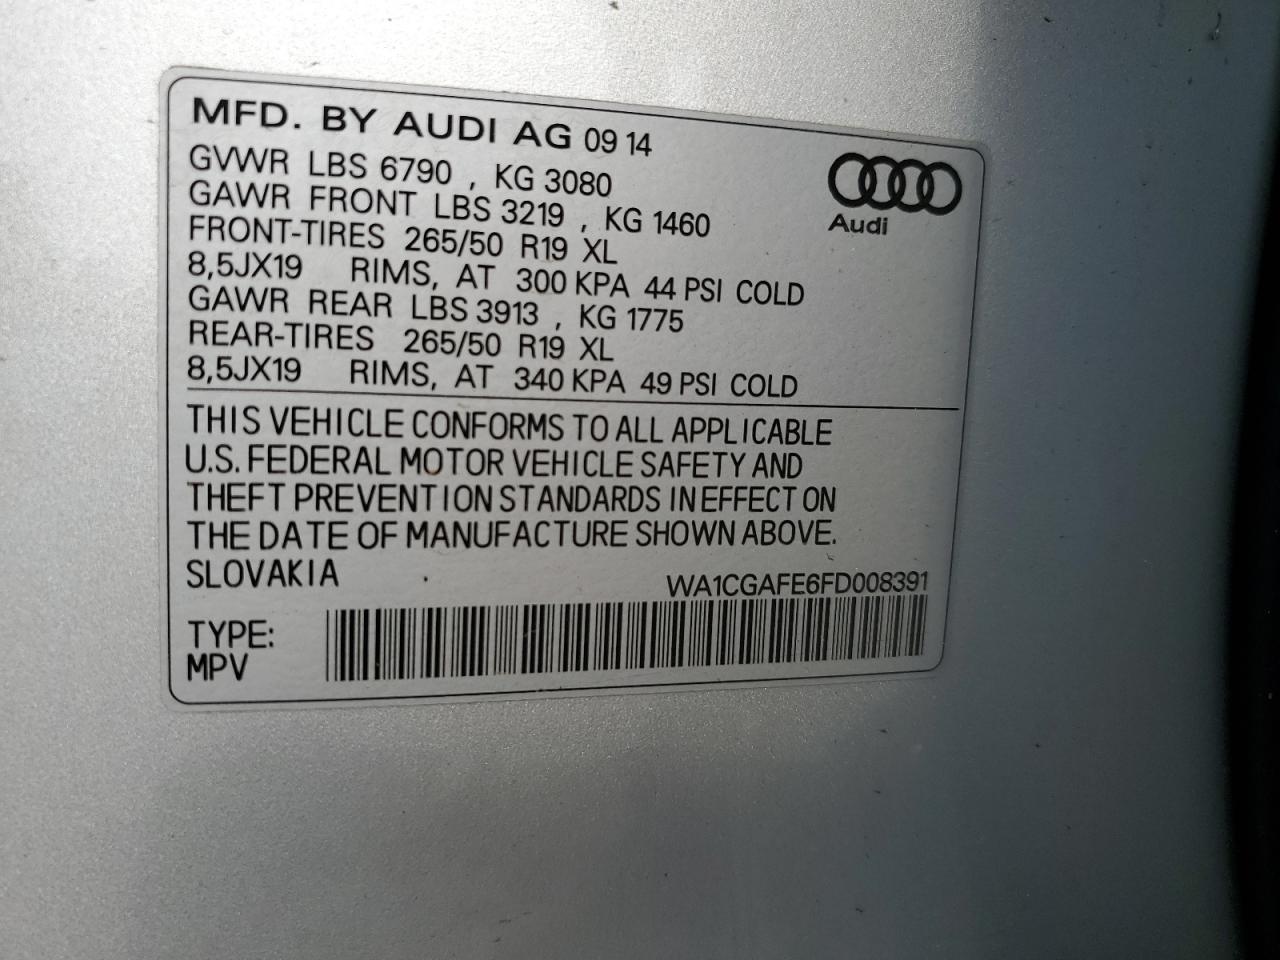 MFD. BY AUDI AG 09 14
GVWR LBS 6790 , KG 3080
GAWR FRONT LBS 3219 , KG 1460
FRONT-TIRES 265/50 R19 XL
8,5JX19 RIMS, AT 300 KPA 44 PSI COLD
GAWR REAR LBS 3913 , KG 1775
REAR-TIRES 265/50 R19 XL
8,5JX19 RIMS, AT 340 KPA 49 PSI COLD
Audi
THIS VEHICLE CONFORMS TO ALL APPLICABLE
U.S. FEDERAL MOTOR VEHICLE SAFETY AND
THEFT PREVENTION STANDARDS IN EFFECT ON
THE DATE OF MANUFACTURE SHOWN ABOVE.
SLOVAKIA
WA1CGAFE6FD008391
TYPE:
MPV